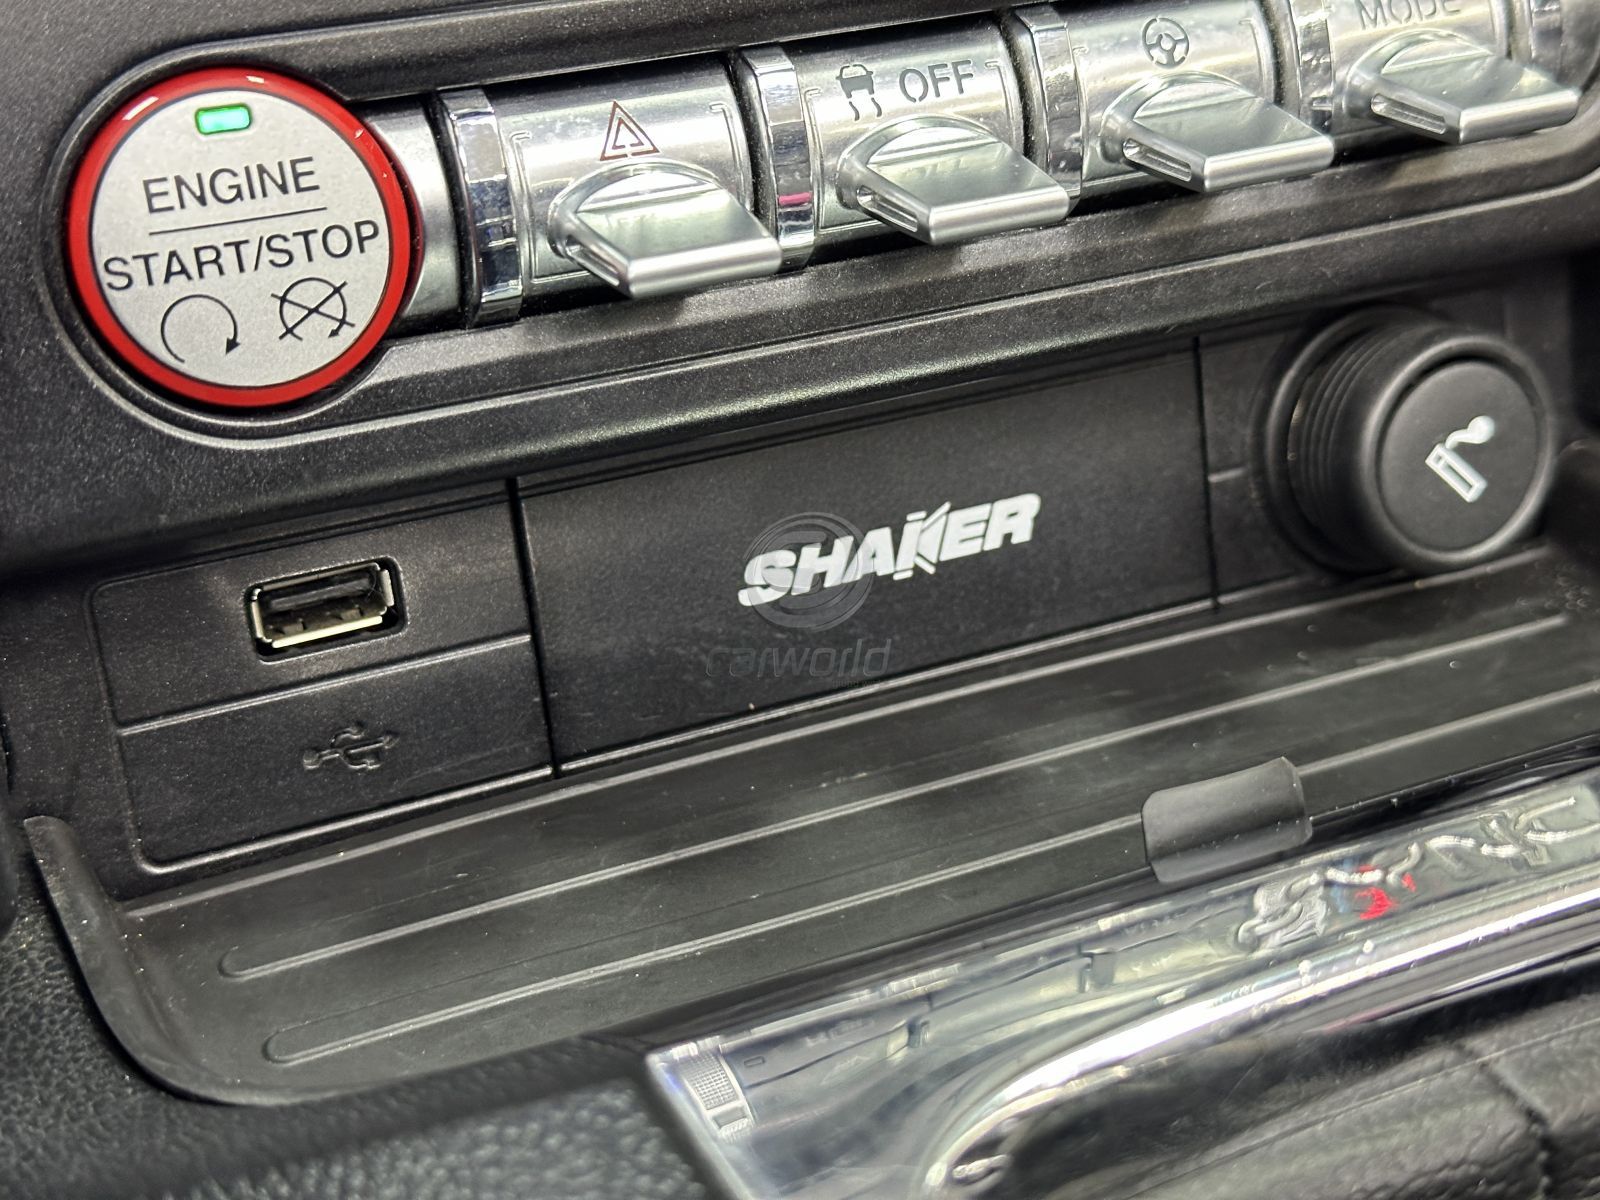 ENGINE
START/STOP
OFF
MODE
SHAKER
carworld